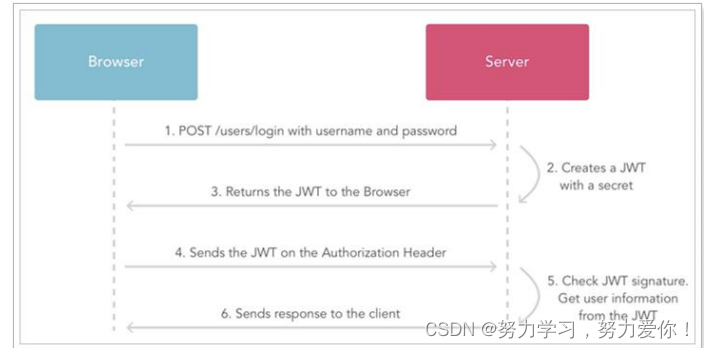 Browser
Server
1. POST /users/login with username and password
2. Creates a JWT
with a secret
3. Returns the JWT to the Browser
4. Sends the JWT on the Authorization Header
5. Check JWT signature.
Get user information
from the JWT
6. Sends response to the client
CSDN @努力学习，努力爱你！